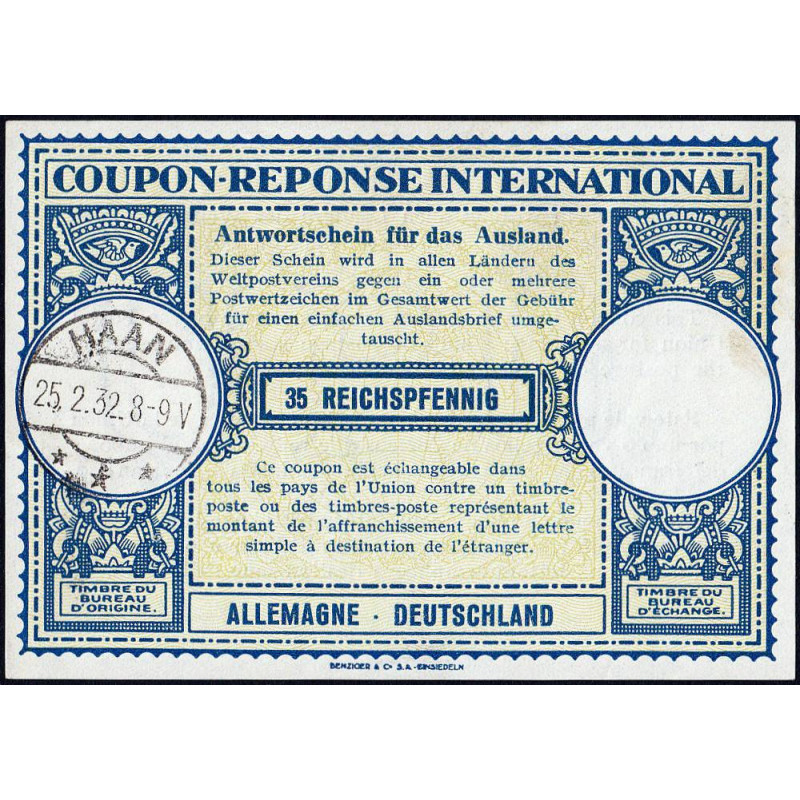 COUPON-REPONSE INTERNATIONAL
Antwortschein für das Ausland.
Dieser Schein wird in allen Ländern des
Weltpostvereins gegen ein oder mehrere
Postwertzeichen im Gesamtwert der Gebühr
für einen einfachen Auslandsbrief umge-
tauscht.
HAAN
25.2.32.8-9V
35 REICHSPFENNIG
Ce coupon est échangeable dans
tous les pays de l'Union contre un timbre-
poste ou des timbres-poste représentant le
montant de l'affranchissement d'une lettre
simple à destination de l'étranger.
TIMBRE DU
BUREAU
D'ORIGINE.
ALLEMAGNE · DEUTSCHLAND
TIMBRE DU
BUREAU
D'ÉCHANGE.
BENZIGER & Co S.A.-EINSIEDELN